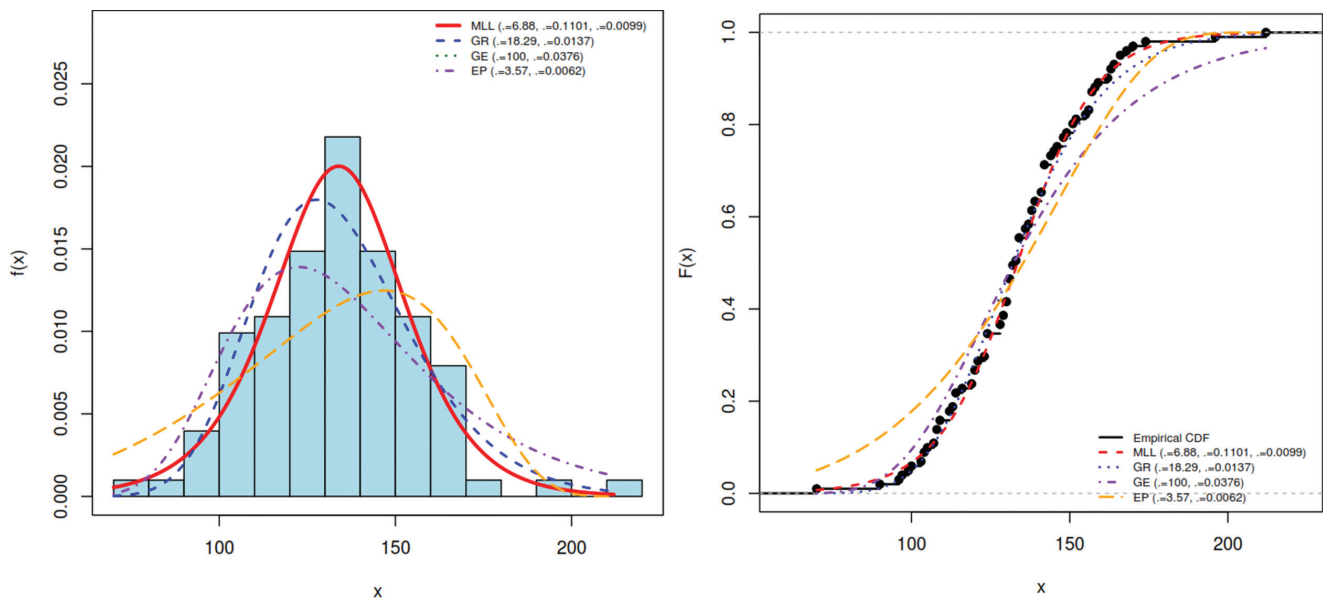 MLL (.=6.88, .=0.1101, .=0.0099)
GR (.=18.29, .=0.0137)
GE (.=100, .=0.0376)
EP (.=3.57, .=0.0062)
f(x)
0.025
0.020
0.015
0.010
0.005
0.000
100 150 200
x
F(x)
1.0
0.8
0.6
0.4
0.2
0.0
Empirical CDF
MLL (.=6.88, .=0.1101, .=0.0099)
GR (.=18.29, .=0.0137)
GE (.=100, .=0.0376)
EP (.=3.57, .=0.0062)
100 150 200
x